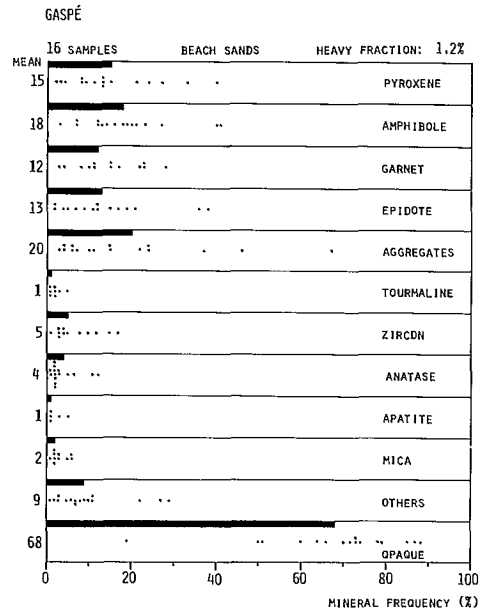 GASPÉ
16 SAMPLES BEACH SANDS HEAVY FRACTION: 1.2%
MEAN
15 PYROXENE
18 AMPHIBOLE
12 GARNET
13 EPIDOTE
20 AGGREGATES
1 TOURMALINE
5 ZIRCON
4 ANATASE
1 APATITE
2 MICA
9 OTHERS
68 OPAQUE
0 20 40 60 80 100
MINERAL FREQUENCY (%)